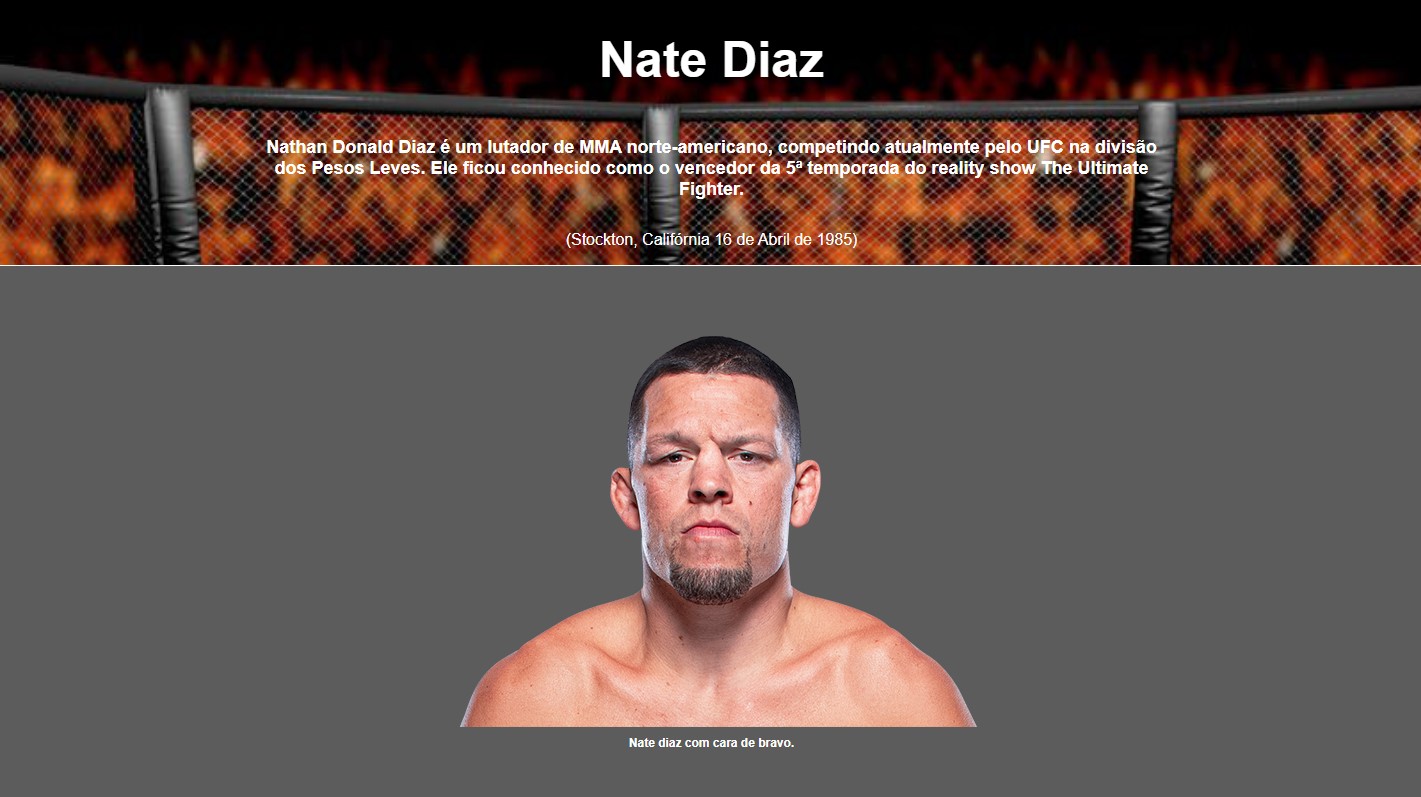 Nate Diaz
Nathan Donald Diaz é um lutador de MMA norte-americano, competindo atualmente pelo UFC na divisão
dos Pesos Leves. Ele ficou conhecido como o vencedor da 5ª temporada do reality show The Ultimate
Fighter.
(Stockton, Califórnia 16 de Abril de 1985)
Nate diaz com cara de bravo.